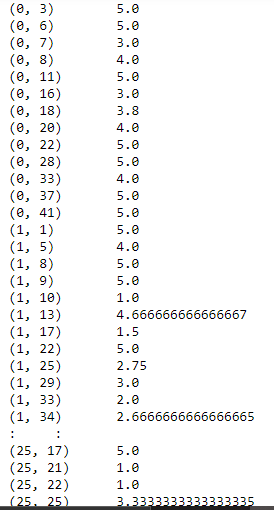 (0, 3) 5.0
(0, 6) 5.0
(0, 7) 3.0
(0, 8) 4.0
(0, 11) 5.0
(0, 16) 3.0
(0, 18) 3.8
(0, 20) 4.0
(0, 22) 5.0
(0, 28) 5.0
(0, 33) 4.0
(0, 37) 5.0
(0, 41) 5.0
(1, 1) 5.0
(1, 5) 4.0
(1, 8) 5.0
(1, 9) 5.0
(1, 10) 1.0
(1, 13) 4.666666666666667
(1, 17) 1.5
(1, 22) 5.0
(1, 25) 2.75
(1, 29) 3.0
(1, 33) 2.0
(1, 34) 2.6666666666666665
: :
(25, 17) 5.0
(25, 21) 1.0
(25, 22) 1.0
(25, 25) 3.3333333333333335